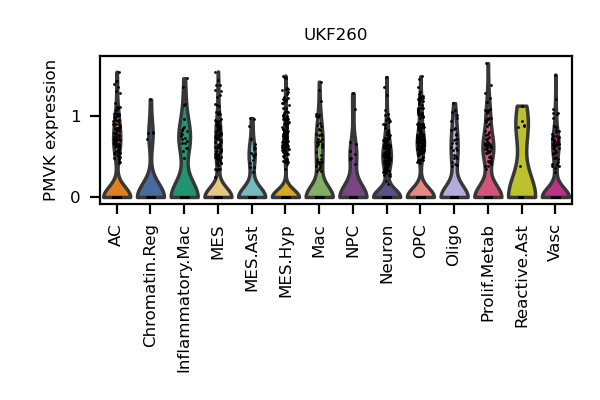 UKF260
PMVK expression
1
0
AC
Chromatin.Reg
Inflammatory.Mac
MES
MES.Ast
MES.Hyp
Mac
NPC
Neuron
OPC
Oligo
Prolif.Metab
Reactive.Ast
Vasc